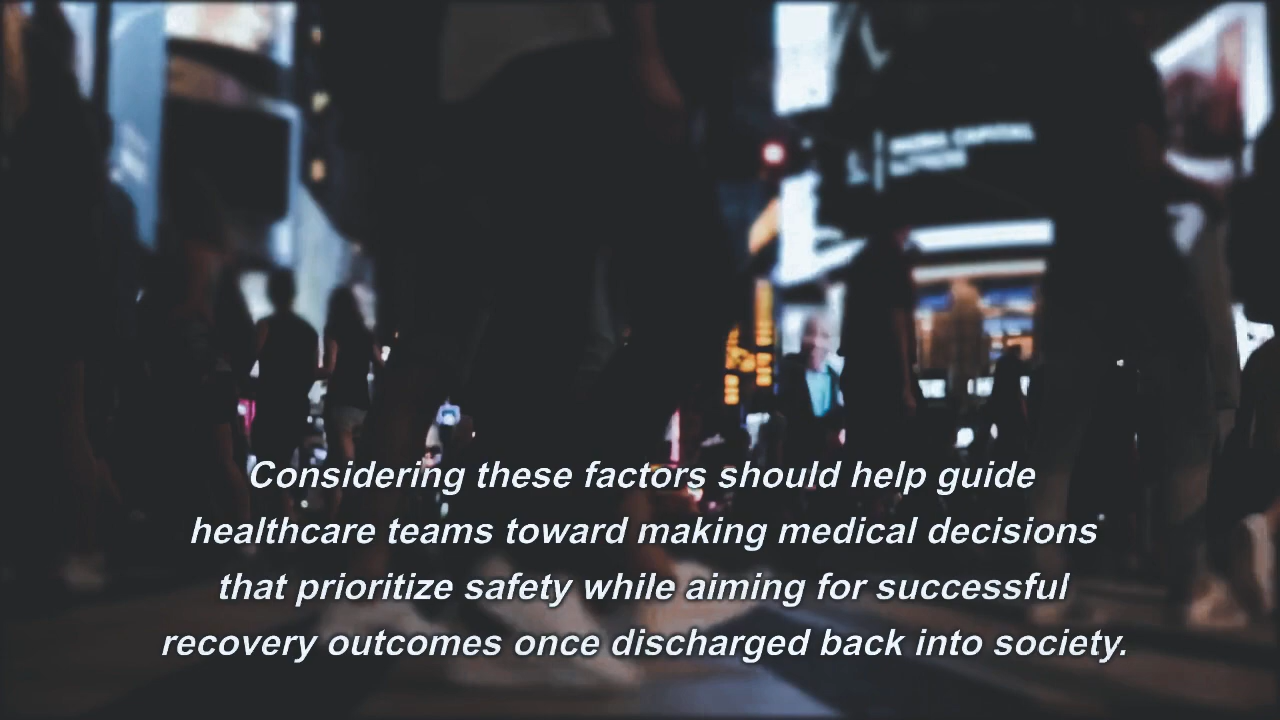 Considering these factors should help guide
healthcare teams toward making medical decisions
that prioritize safety while aiming for successful
recovery outcomes once discharged back into society.